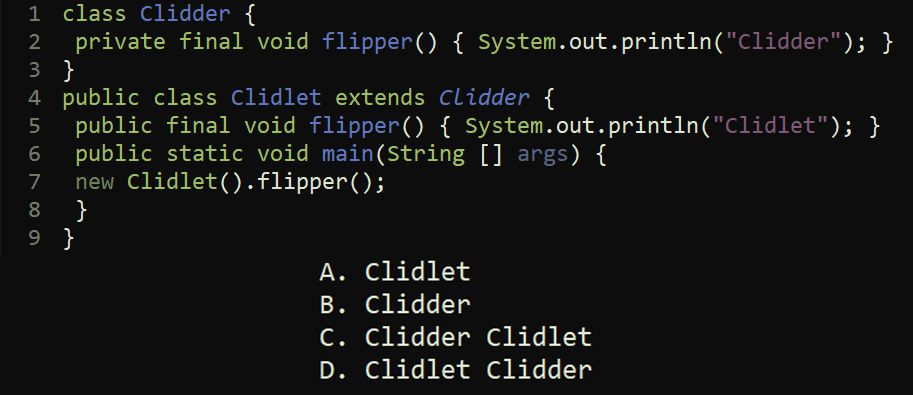 1 class Clidder {
2 private final void flipper() { System.out.println("Clidder"); }
3 }
4 public class Clidlet extends Clidder {
5 public final void flipper() { System.out.println("Clidlet"); }
6 public static void main(String [] args) {
7 new Clidlet().flipper();
8 }
9 }
A. Clidlet
B. Clidder
C. Clidder Clidlet
D. Clidlet Clidder